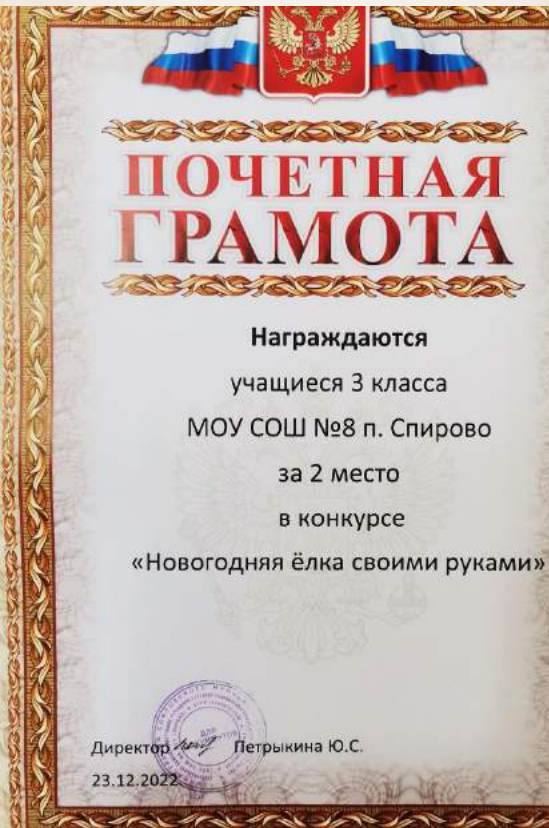 ПОЧЕТНАЯ
ГРАМОТА
Награждаются
учащиеся 3 класса
МОУ СОШ №8 п. Спирово
за 2 место
в конкурсе
«Новогодняя ёлка своими руками»
ДЛЯ
Директор Петрыкина Ю.С.
23.12.2022